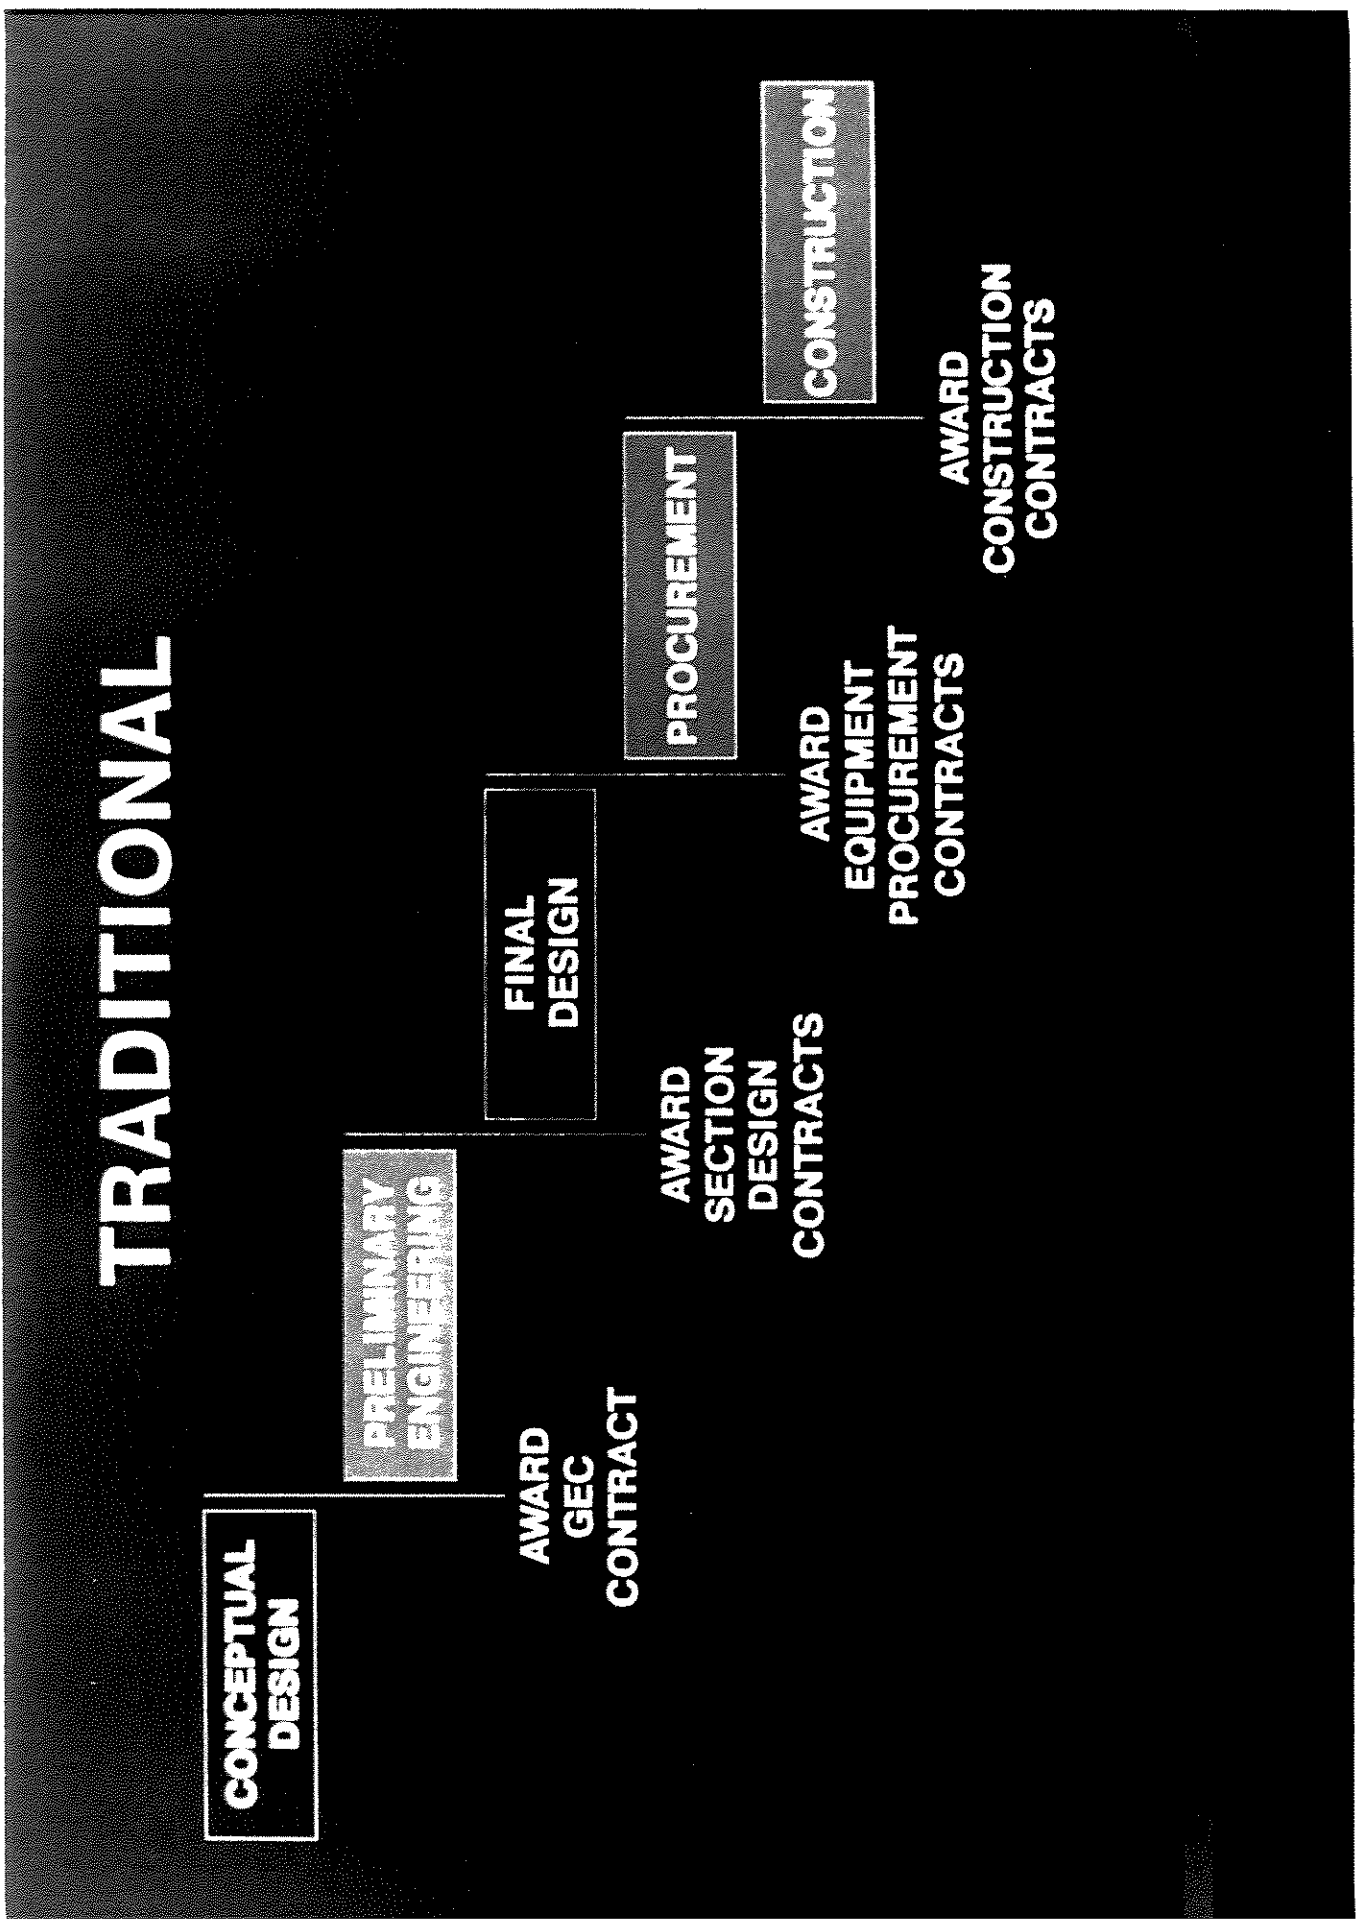 TRADITIONAL
CONCEPTUAL
DESIGN
PRELIMINARY
ENGINEERING
FINAL
DESIGN
PROCUREMENT
CONSTRUCTION
AWARD
GEC
CONTRACT
AWARD
SECTION
DESIGN
CONTRACTS
AWARD
EQUIPMENT
PROCUREMENT
CONTRACTS
AWARD
CONSTRUCTION
CONTRACTS